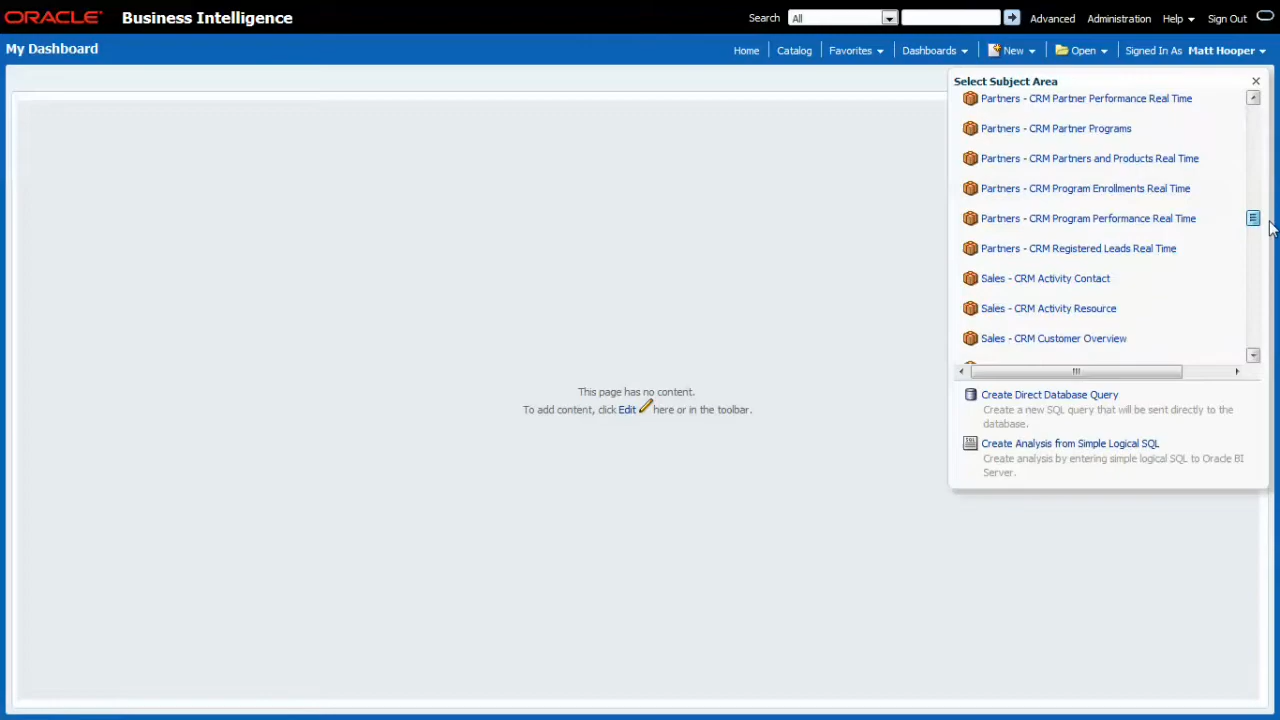 ORACLE Business Intelligence
Search All Advanced Administration Help Sign Out
My Dashboard
Home Catalog Favorites Dashboards New Open Signed In As Matt Hooper
Select Subject Area
Partners - CRM Partner Performance Real Time
Partners - CRM Partner Programs
Partners - CRM Partners and Products Real Time
Partners - CRM Program Enrollments Real Time
Partners - CRM Program Performance Real Time
Partners - CRM Registered Leads Real Time
Sales - CRM Activity Contact
Sales - CRM Activity Resource
Sales - CRM Customer Overview
Create Direct Database Query
Create a new SQL query that will be sent directly to the
database.
SQL Create Analysis from Simple Logical SQL
Create analysis by entering simple logical SQL to Oracle BI
Server.
This page has no content.
To add content, click Edit here or in the toolbar.